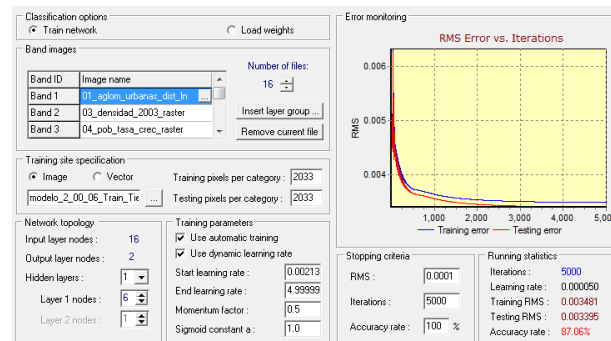 Classification options
Train network
Load weights
Band images
Number of files:
16
Band ID Image name
Band 1 01_aglom_urbanas_dist_ln ...
Band 2 03_densidad_2003_raster
Band 3 04_pob_tasa_crec_raster
Insert layer group ...
Remove current file
Training site specification
Image
Vector
modelo_2_00_06_Train_Tie ...
Training pixels per category : 2033
Testing pixels per category : 2033
Network topology
Input layer nodes : 16
Output layer nodes : 2
Hidden layers : 1
Layer 1 nodes : 6
Layer 2 nodes : 1
Training parameters
Use automatic training
Use dynamic learning rate
Start learning rate : 0.00213
End learning rate : 4.99999
Momentum factor : 0.5
Sigmoid constant a : 1.0
Error monitoring
RMS Error vs. Iterations
0.006
0.005
0.004
RMS
1,000 2,000 3,000 4,000 5,00
Training error Testing error
Stopping criteria
RMS : 0.0001
Iterations : 5000
Accuracy rate : 100 %
Running statistics
Iterations : 5000
Learning rate : 0.000050
Training RMS : 0.003481
Testing RMS : 0.003395
Accuracy rate : 87.06%